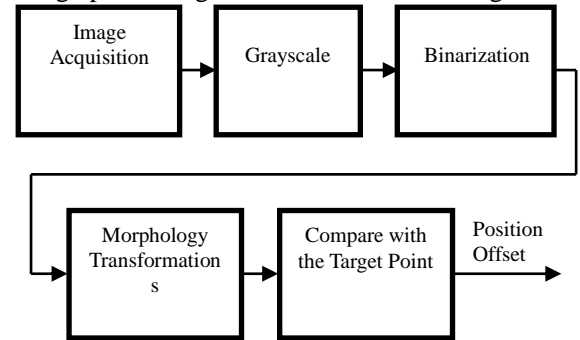 Image
Acquisition
Grayscale
Binarization
Morphology
Transformation
s
Compare with
the Target Point
Position
Offset